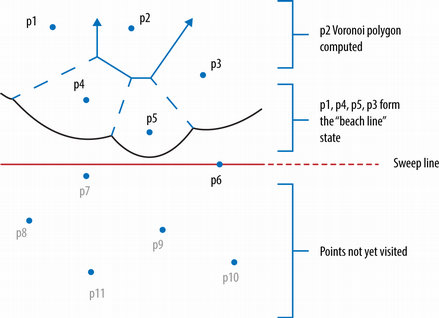 p1
p2
p2 Voronoi polygon
computed
p3
p4
p1, p4, p5, p3 form
the “beach line”
state
p5
Sweep line
p6
p7
p8
p9
Points not yet visited
p10
p11